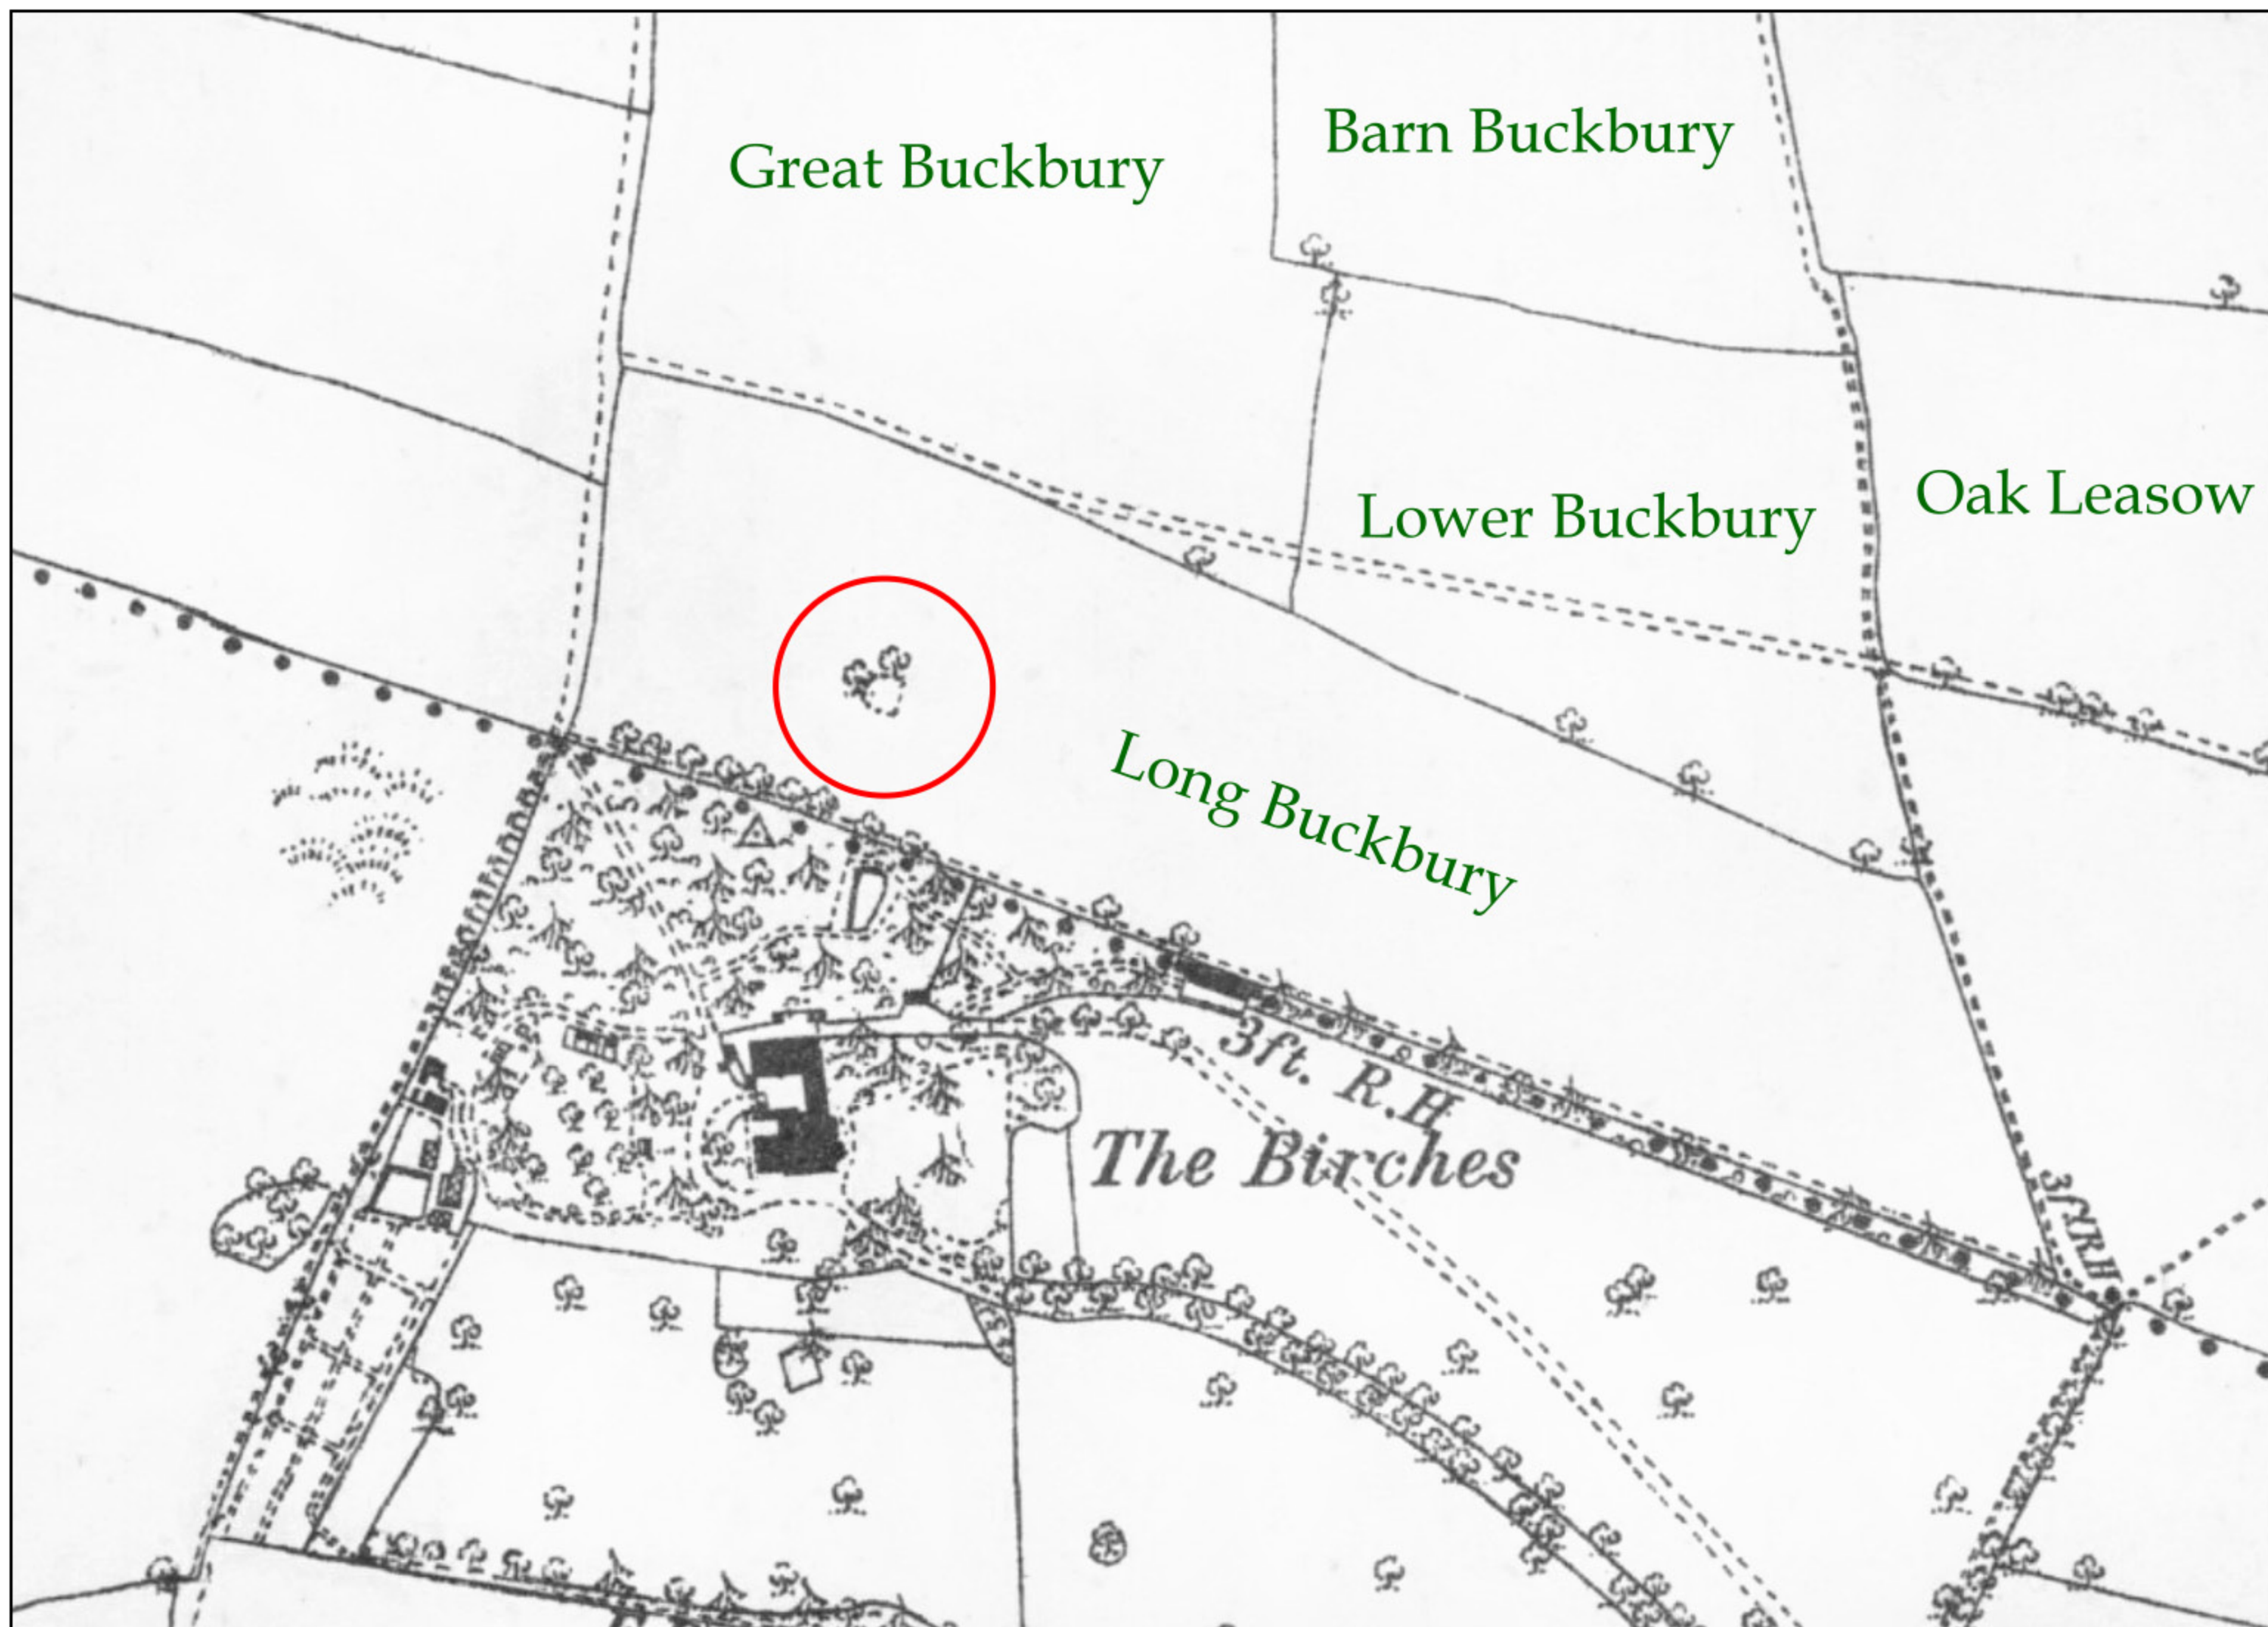 Barn Buckbury
Great Buckbury
Oak Leasow
Lower Buckbury
Long Buckbury
3ft. R.H
The Birches
3ft R.H